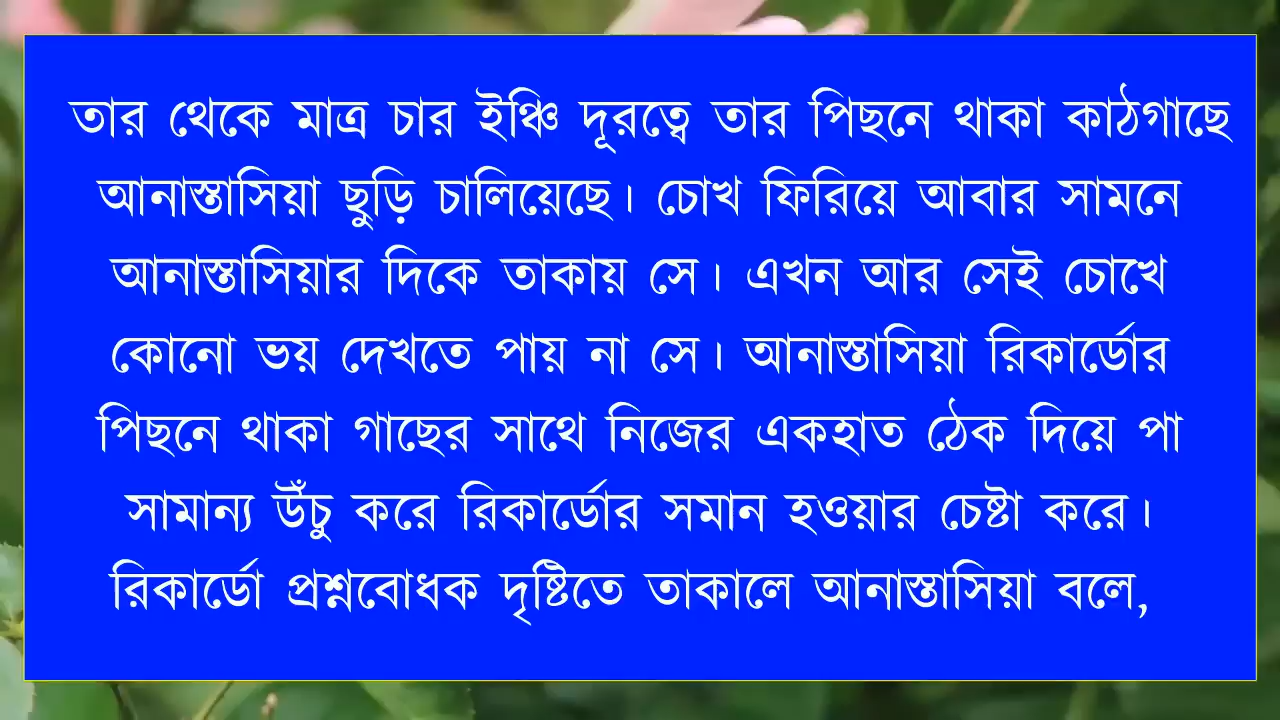 তার থেকে মাত্র চার ইঞ্চি দূরত্বে তার পিছনে থাকা কাঠগাছে
আনাস্তাসিয়া ছুড়ি চালিয়েছে। চোখ ফিরিয়ে আবার সামনে
আনাস্তাসিয়ার দিকে তাকায় সে। এখন আর সেই চোখে
কোনো ভয় দেখতে পায় না সে। আনাস্তাসিয়া রিকার্ডোর
পিছনে থাকা গাছের সাথে নিজের একহাত ঠেক দিয়ে পা
সামান্য উঁচু করে রিকার্ডোর সমান হওয়ার চেষ্টা করে।
রিকার্ডো প্রশ্নবোধক দৃষ্টিতে তাকালে আনাস্তাসিয়া বলে,